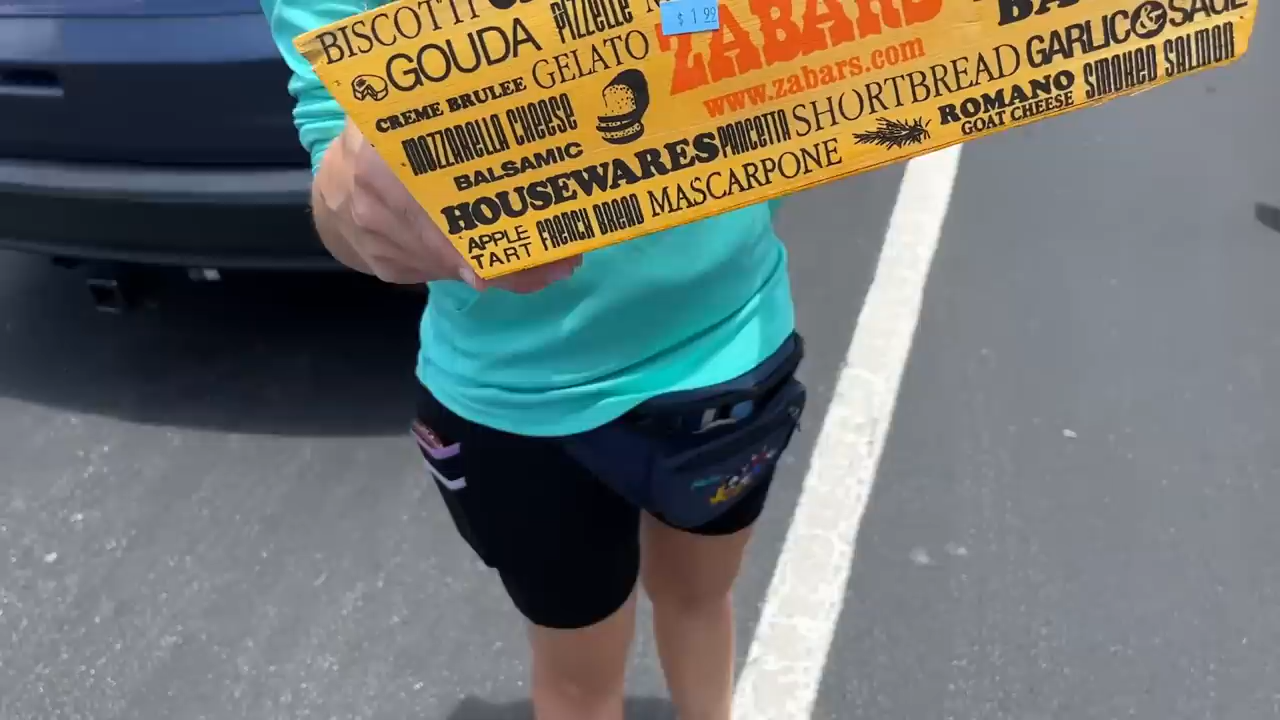 BISCOTTI
GOUDA
PIZZELLE
$ 1.99
ZABARS
www.zabars.com
CREME BRULEE
GELATO
MOZZARELLA CHEESE
BALSAMIC
HOUSEWARES
PANCETTA
SHORTBREAD
GARLIC & SAGE
ROMANO
GOAT CHEESE
SMOKED SALMON
APPLE
TART
FRENCH BREAD
MASCARPONE